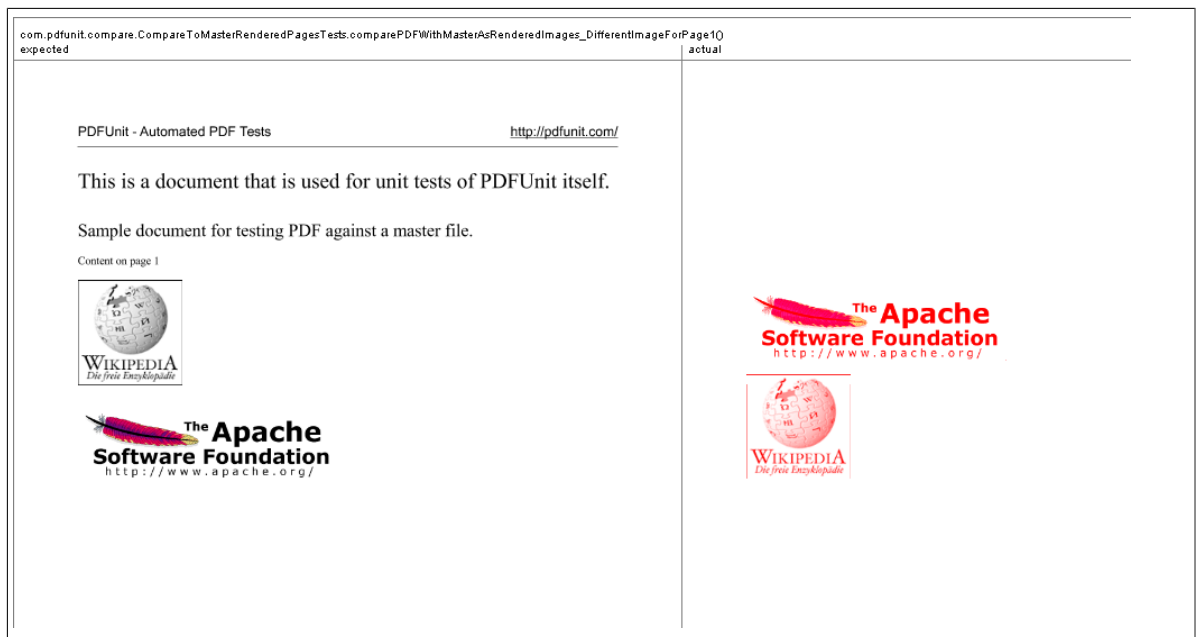 com.pdfunit.compare.CompareToMasterRenderedPagesTests.comparePDFWithMasterAsRenderedImages_DifferentImageForPage1()
expected
actual
PDFUnit - Automated PDF Tests http://pdfunit.com/
This is a document that is used for unit tests of PDFUnit itself.
Sample document for testing PDF against a master file.
Content on page 1
WIKIPEDIA
Die freie Enzyklopädie
The Apache
Software Foundation
http://www.apache.org/
The Apache
Software Foundation
http://www.apache.org/
WIKIPEDIA
Die freie Enzyklopädie